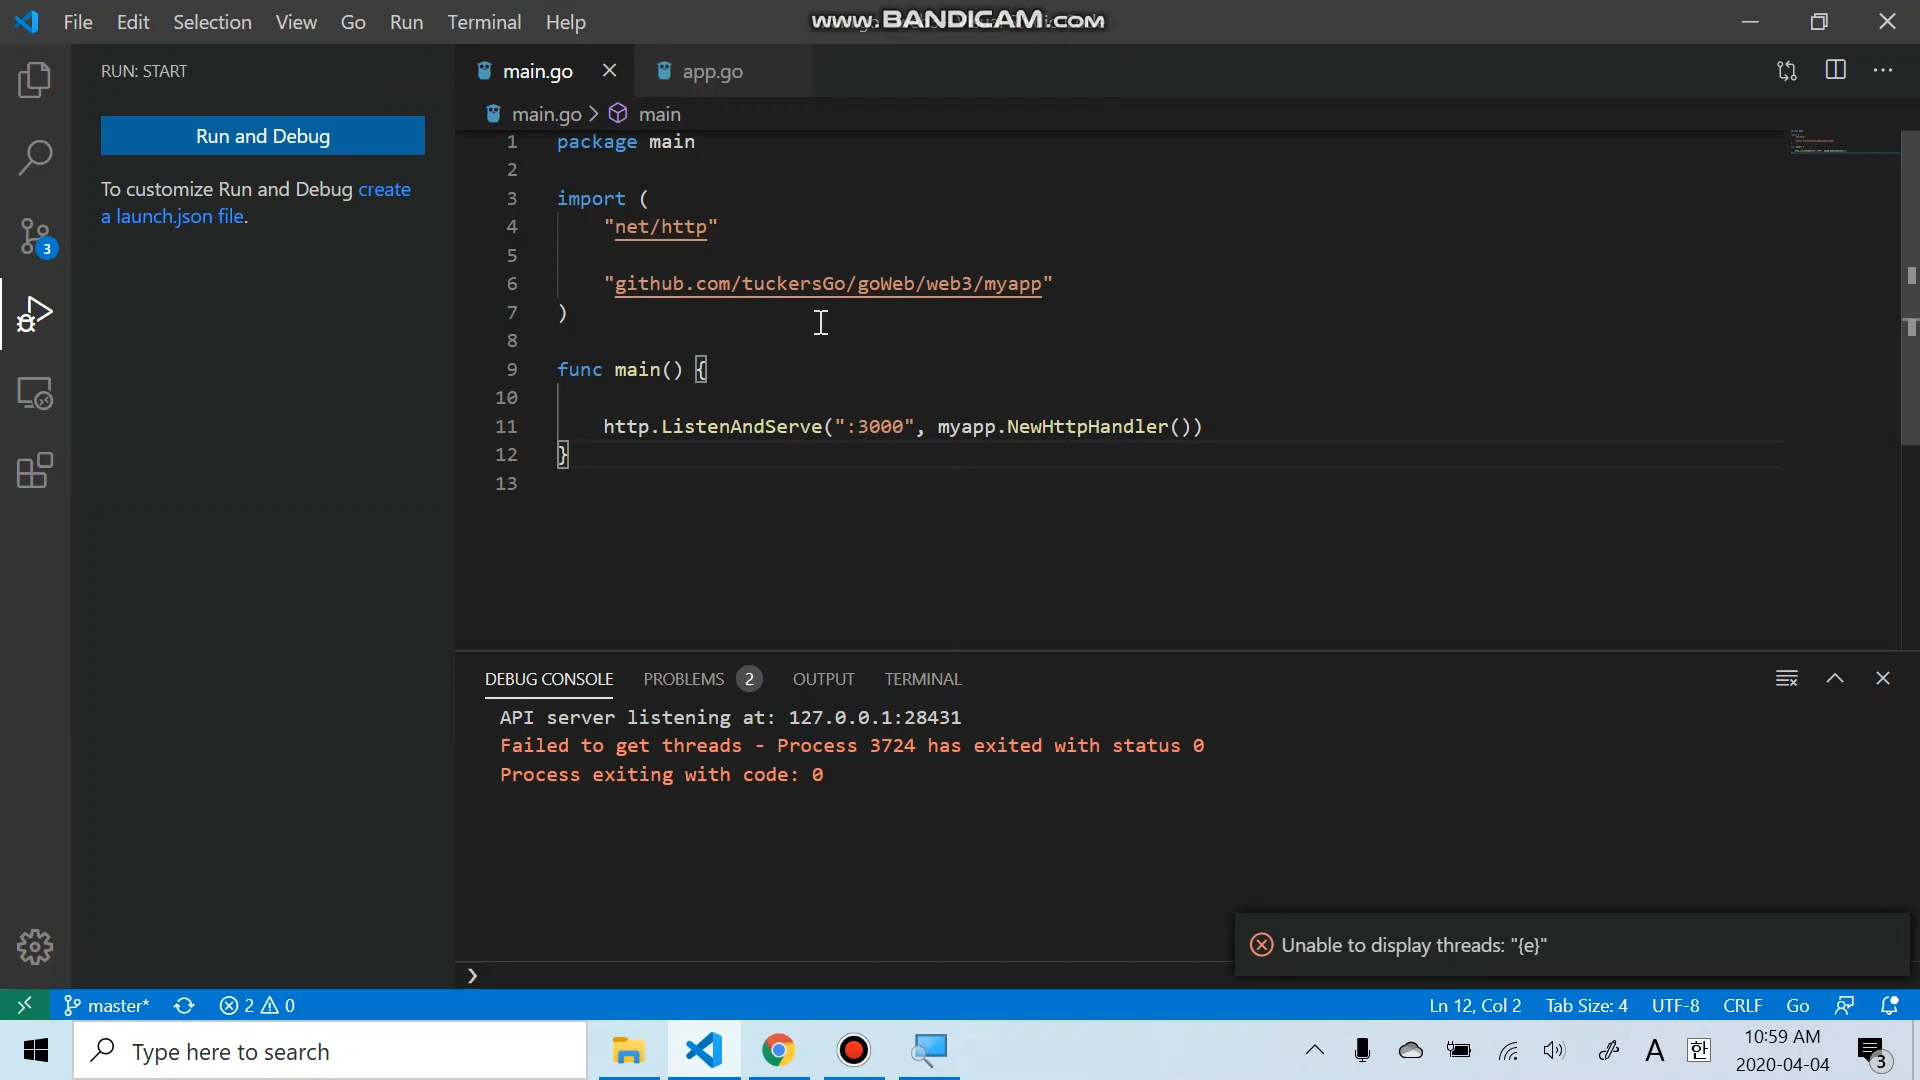 File Edit Selection View Go Run Terminal Help
www.BANDICAM.com
RUN: START
Run and Debug
To customize Run and Debug create
a launch.json file.
main.go
app.go
main.go > main
1 package main
2
3 import (
4 "net/http"
5
6 "github.com/tuckersGo/goWeb/web3/myapp"
7 )
8
9 func main() {
10
11 http.ListenAndServe(":3000", myapp.NewHttpHandler())
12 }
13
3
DEBUG CONSOLE PROBLEMS 2 OUTPUT TERMINAL
API server listening at: 127.0.0.1:28431
Failed to get threads - Process 3724 has exited with status 0
Process exiting with code: 0
Unable to display threads: "{e}"
master* 2 0 Ln 12, Col 2 Tab Size: 4 UTF-8 CRLF Go
Type here to search
A 한
10:59 AM
2020-04-04
3